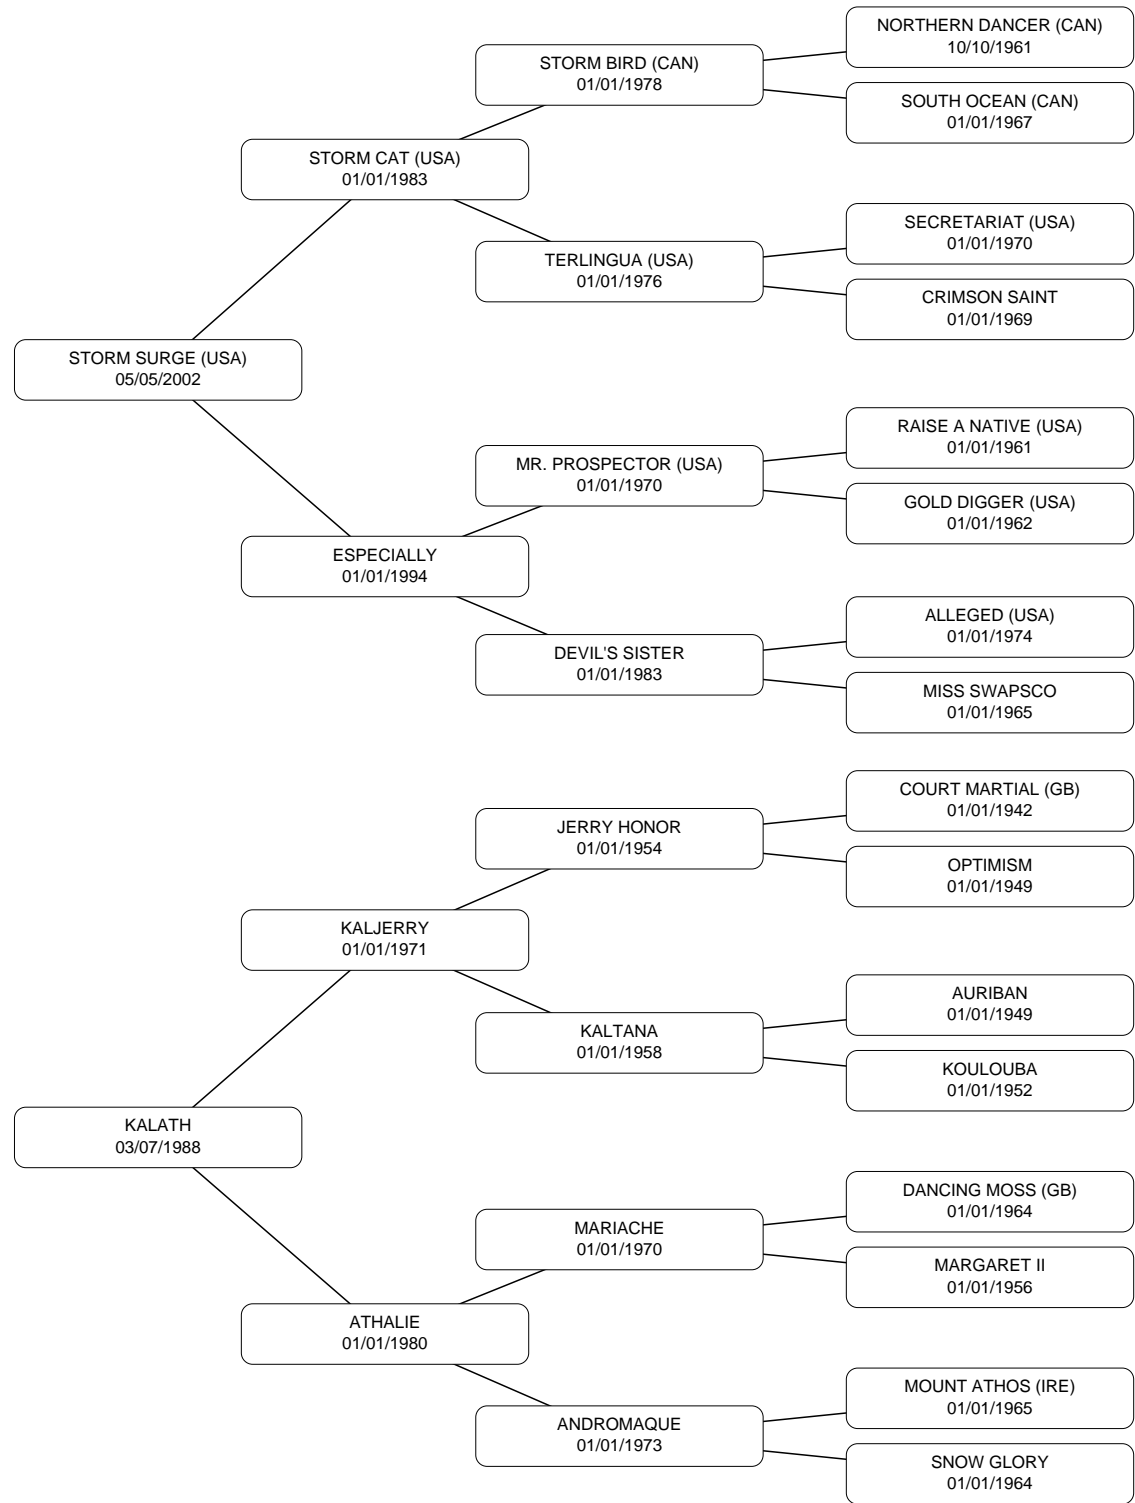 NORTHERN DANCER (CAN)
10/10/1961
STORM BIRD (CAN)
01/01/1978
SOUTH OCEAN (CAN)
01/01/1967
STORM CAT (USA)
01/01/1983
SECRETARIAT (USA)
01/01/1970
TERLINGUA (USA)
01/01/1976
CRIMSON SAINT
01/01/1969
STORM SURGE (USA)
05/05/2002
RAISE A NATIVE (USA)
01/01/1961
MR. PROSPECTOR (USA)
01/01/1970
GOLD DIGGER (USA)
01/01/1962
ESPECIALLY
01/01/1994
ALLEGED (USA)
01/01/1974
DEVIL'S SISTER
01/01/1983
MISS SWAPSCO
01/01/1965
COURT MARTIAL (GB)
01/01/1942
JERRY HONOR
01/01/1954
OPTIMISM
01/01/1949
KALJERRY
01/01/1971
AURIBAN
01/01/1949
KALTANA
01/01/1958
KOULOUBA
01/01/1952
KALATH
03/07/1988
DANCING MOSS (GB)
01/01/1964
MARIACHE
01/01/1970
MARGARET II
01/01/1956
ATHALIE
01/01/1980
MOUNT ATHOS (IRE)
01/01/1965
ANDROMAQUE
01/01/1973
SNOW GLORY
01/01/1964